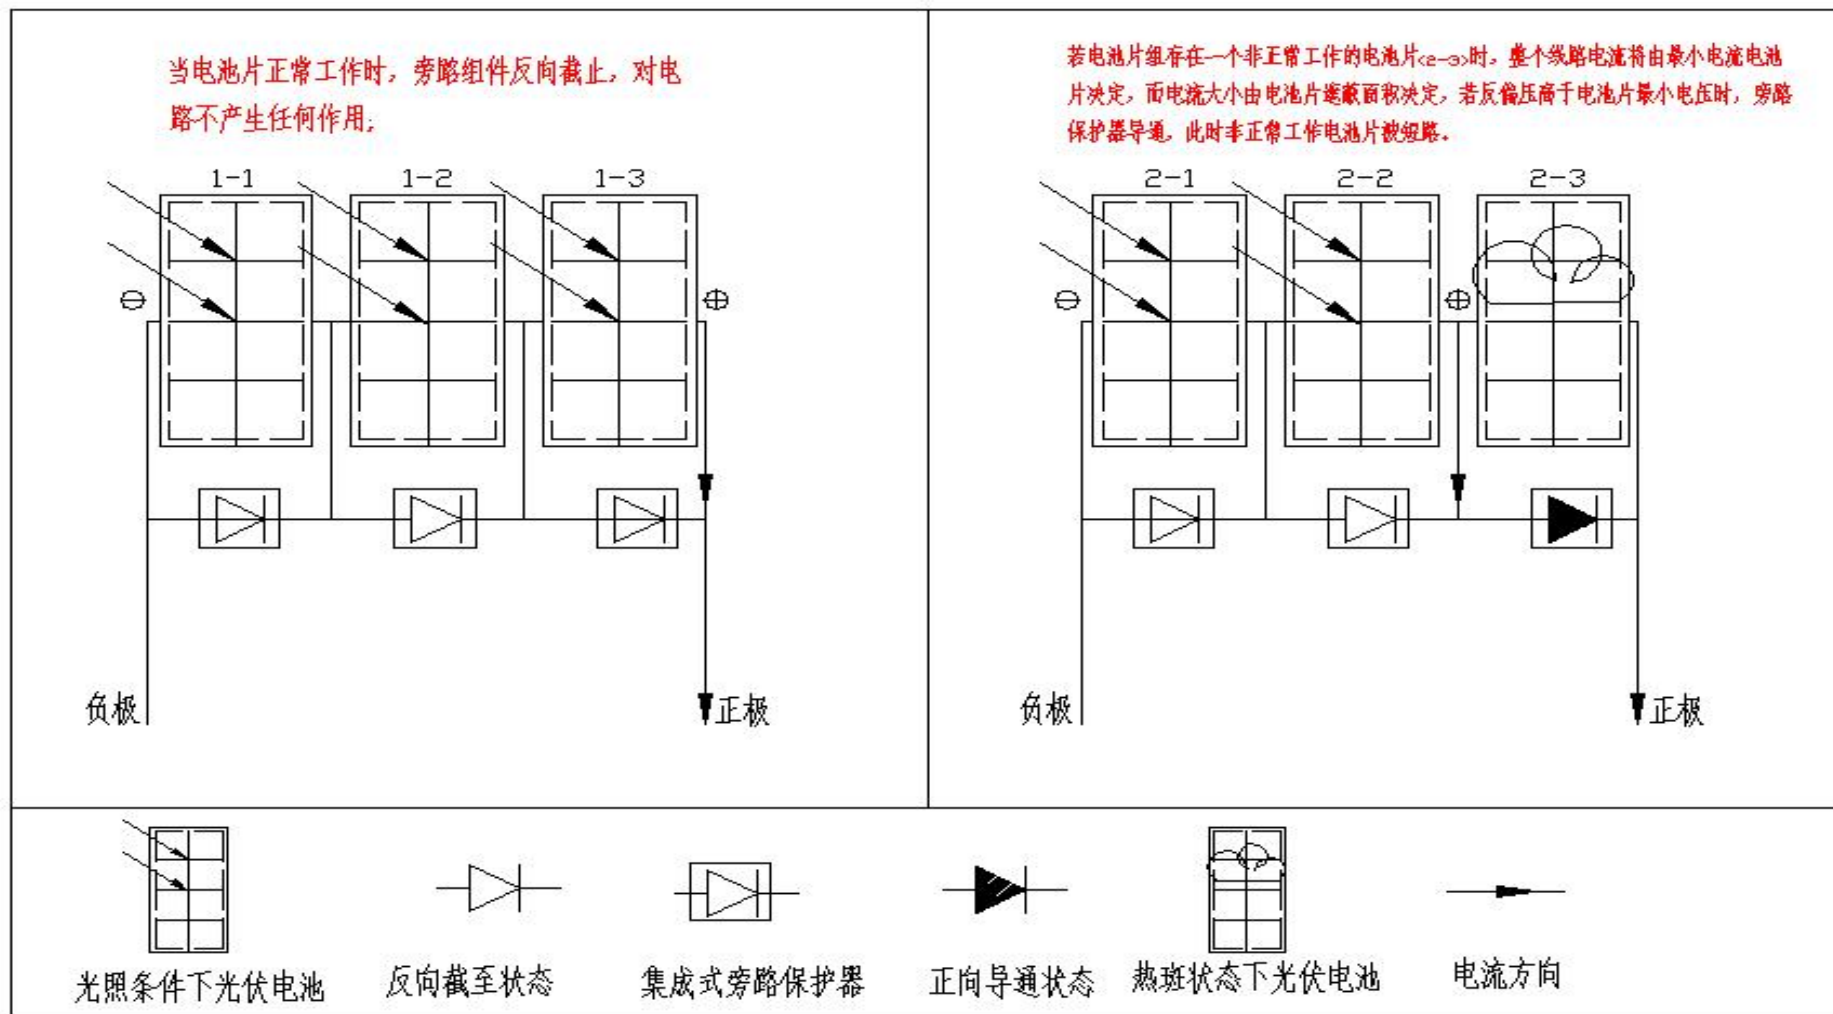 当电池片正常工作时，旁路组件反向截止，对电
路不产生任何作用;
若电池片组存在一个非正常工作的电池片<2-3>时，整个线路电流将由最小电流电池
片决定，而电流大小由电池片遮蔽面积决定，若反偏压高于电池片最小电压时，旁路
保护器导通，此时非正常工作电池片被短路。
1-1
1-2
1-3
2-1
2-2
2-3
负极
正极
负极
正极
光照条件下光伏电池
反向截至状态
集成式旁路保护器
正向导通状态
热斑状态下光伏电池
电流方向